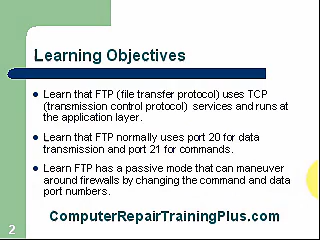 Learning Objectives
Learn that FTP (file transfer protocol) uses TCP
(transmission control protocol) services and runs at
the application layer.
Learn that FTP normally uses port 20 for data
transmission and port 21 for commands.
Learn FTP has a passive mode that can maneuver
around firewalls by changing the command and data
port numbers.
ComputerRepairTrainingPlus.com
2